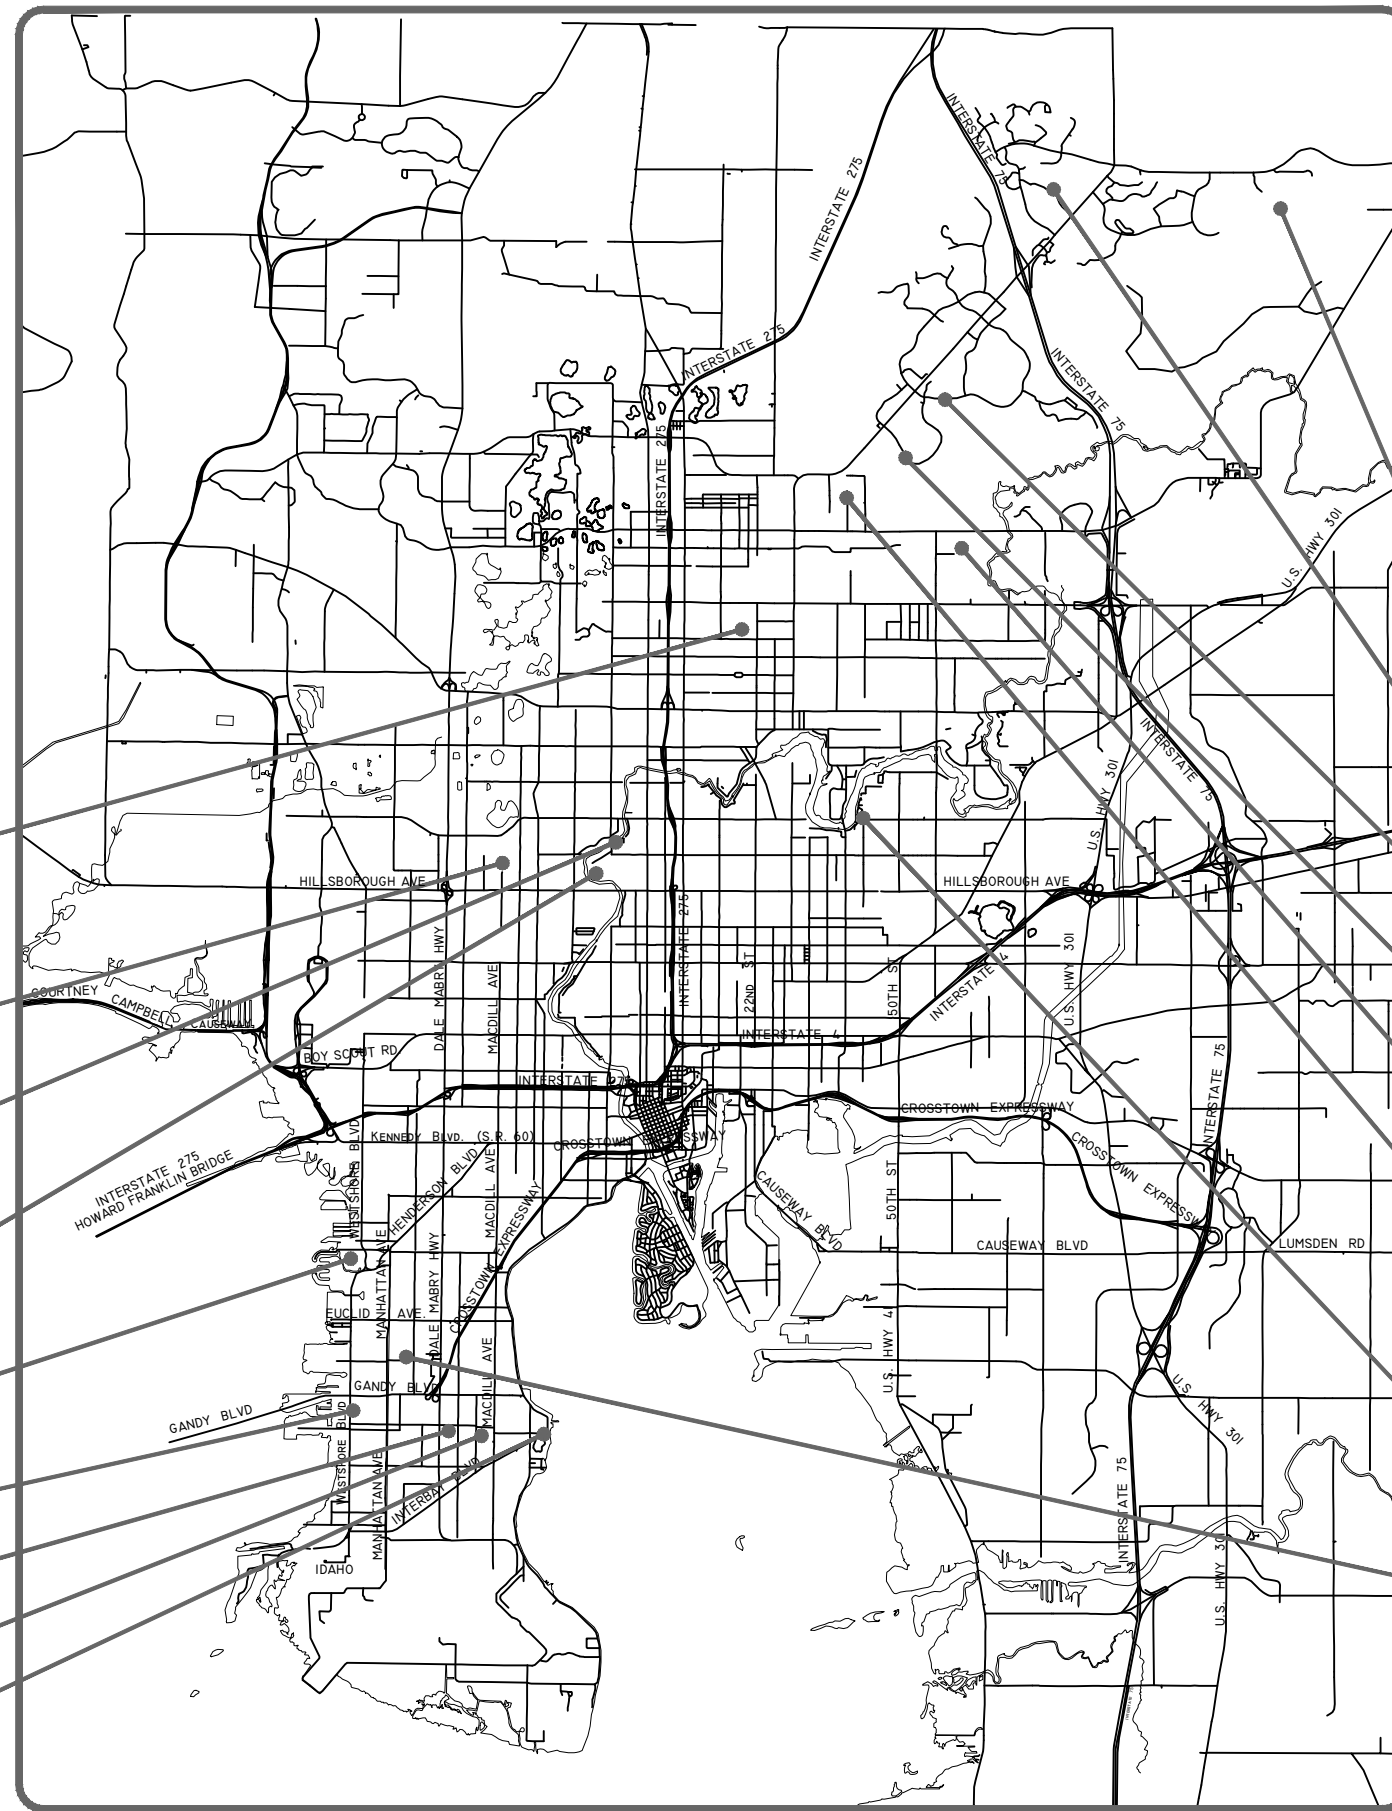 INTERSTATE 75
INTERSTATE 275
INTERSTATE 275
INTERSTATE 75
INTERSTATE 275
U.S. HWY 301
INTERSTATE 75
U.S. HWY 301
HILLSBOROUGH AVE
HILLSBOROUGH AVE
INTERSTATE 275
DALE MABRY HWY
MACDILL AVE
22ND ST
50TH ST
INTERSTATE 4
U.S. HWY 301
COURTNEY CAMPBELL CAUSEWAY
BOY SCOUT RD
INTERSTATE 4
INTERSTATE 275
INTERSTATE 75
CROSSTOWN EXPRESSWAY
KENNEDY BLVD. (S.R. 60)
CROSSTOWN EXPRESSWAY
CROSSTOWN EXPRESSWAY
INTERSTATE 275
HOWARD FRANKLIN BRIDGE
WESTSHORE BLVD
HENDERSON BLVD
MACDILL AVE
CROSSTOWN EXPRESSWAY
CAUSEWAY BLVD
50TH ST
CAUSEWAY BLVD
LUMSDEN RD
MANHATTAN AVE
DALE MABRY HWY
EUCLID AVE.
MACDILL AVE
U.S. HWY 41
GANDY BLVD
GANDY BLVD
U.S. HWY 301
WESTSHORE BLVD
MANHATTAN AVE
INTERBAY BLVD
INTERSTATE 75
IDAHO
U.S. HWY 301